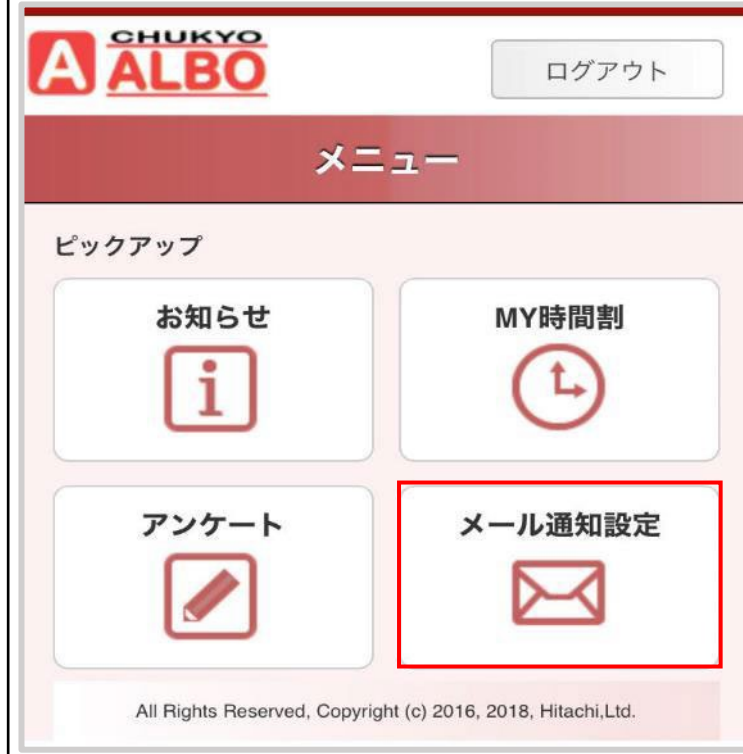 CHUKYO
A ALBO
ログアウト
メニュー
ピックアップ
お知らせ
MY時間割
i
アンケート
メール通知設定
All Rights Reserved, Copyright (c) 2016, 2018, Hitachi,Ltd.